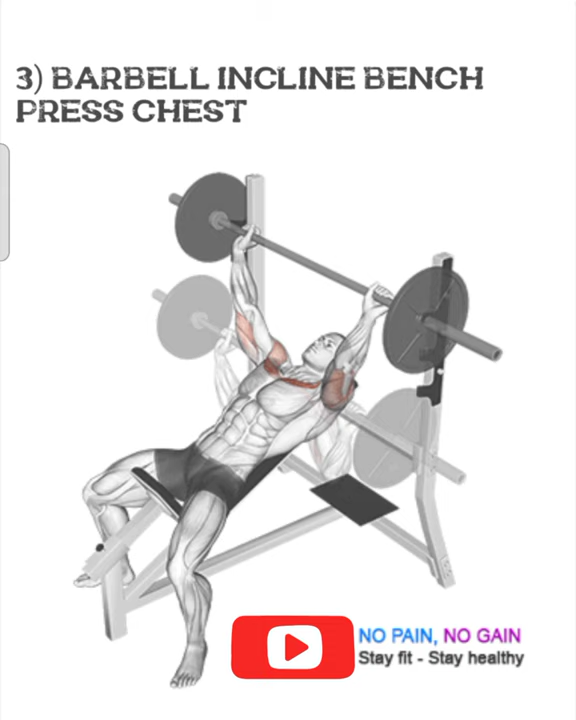 3) BARBELL INCLINE BENCH
PRESS CHEST
NO PAIN, NO GAIN
Stay fit - Stay healthy